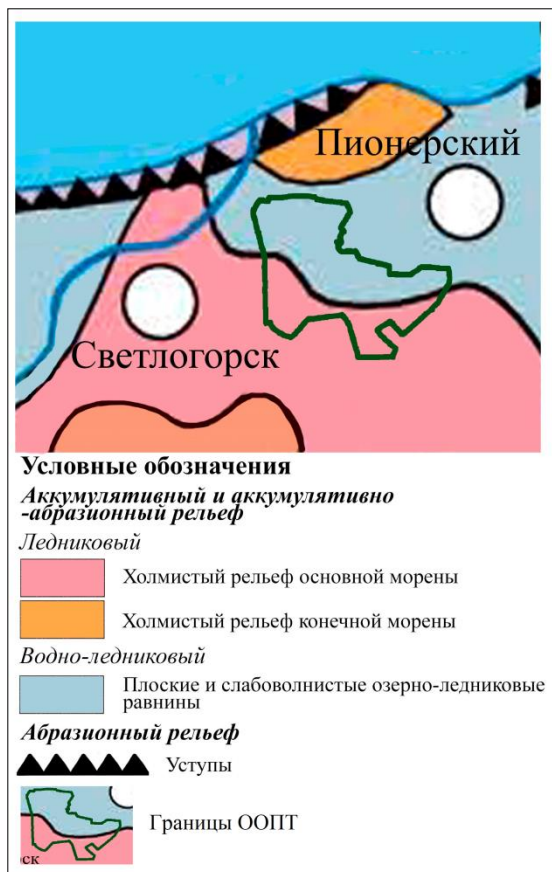 Пионерский
Светлогорск
Условные обозначения
Аккумулятивный и аккумулятивно
-абразионный рельеф
Ледниковый
Холмистый рельеф основной морены
Холмистый рельеф конечной морены
Водно-ледниковый
Плоские и слабоволнистые озерно-ледниковые
равнины
Абразионный рельеф
Уступы
Границы ООПТ
ск